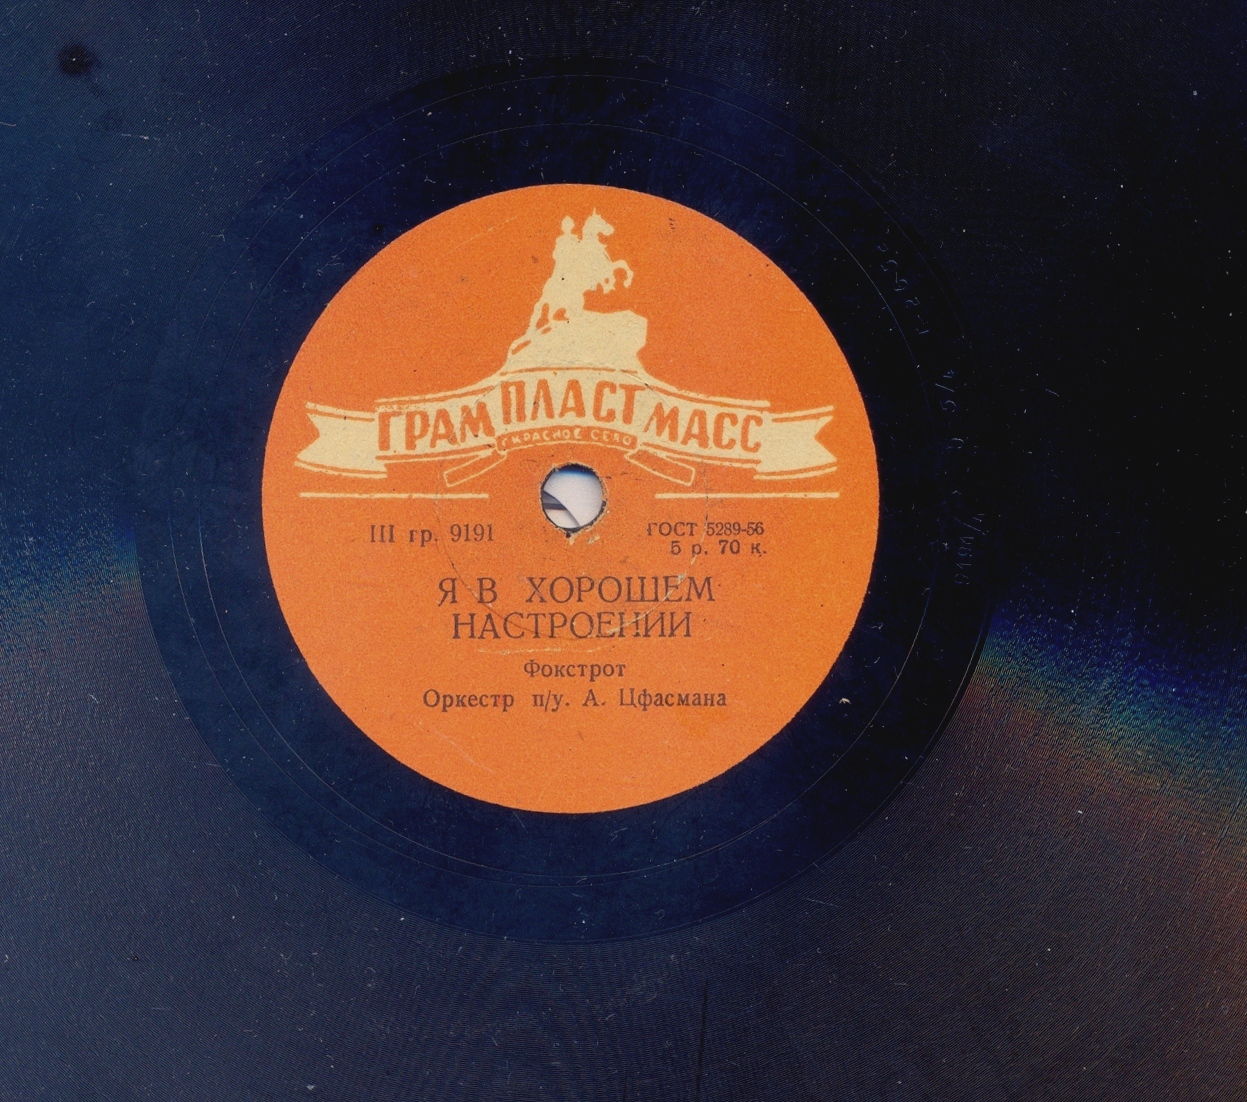 ГРАМПЛАСТМАСС
г. КРАСНОЕ СЕЛО
III гр. 9191
ГОСТ 5289-56
5 р. 70 к.
Я В ХОРОШЕМ
НАСТРОЕНИИ
Фокстрот
Оркестр п/у. А. Цфасмана